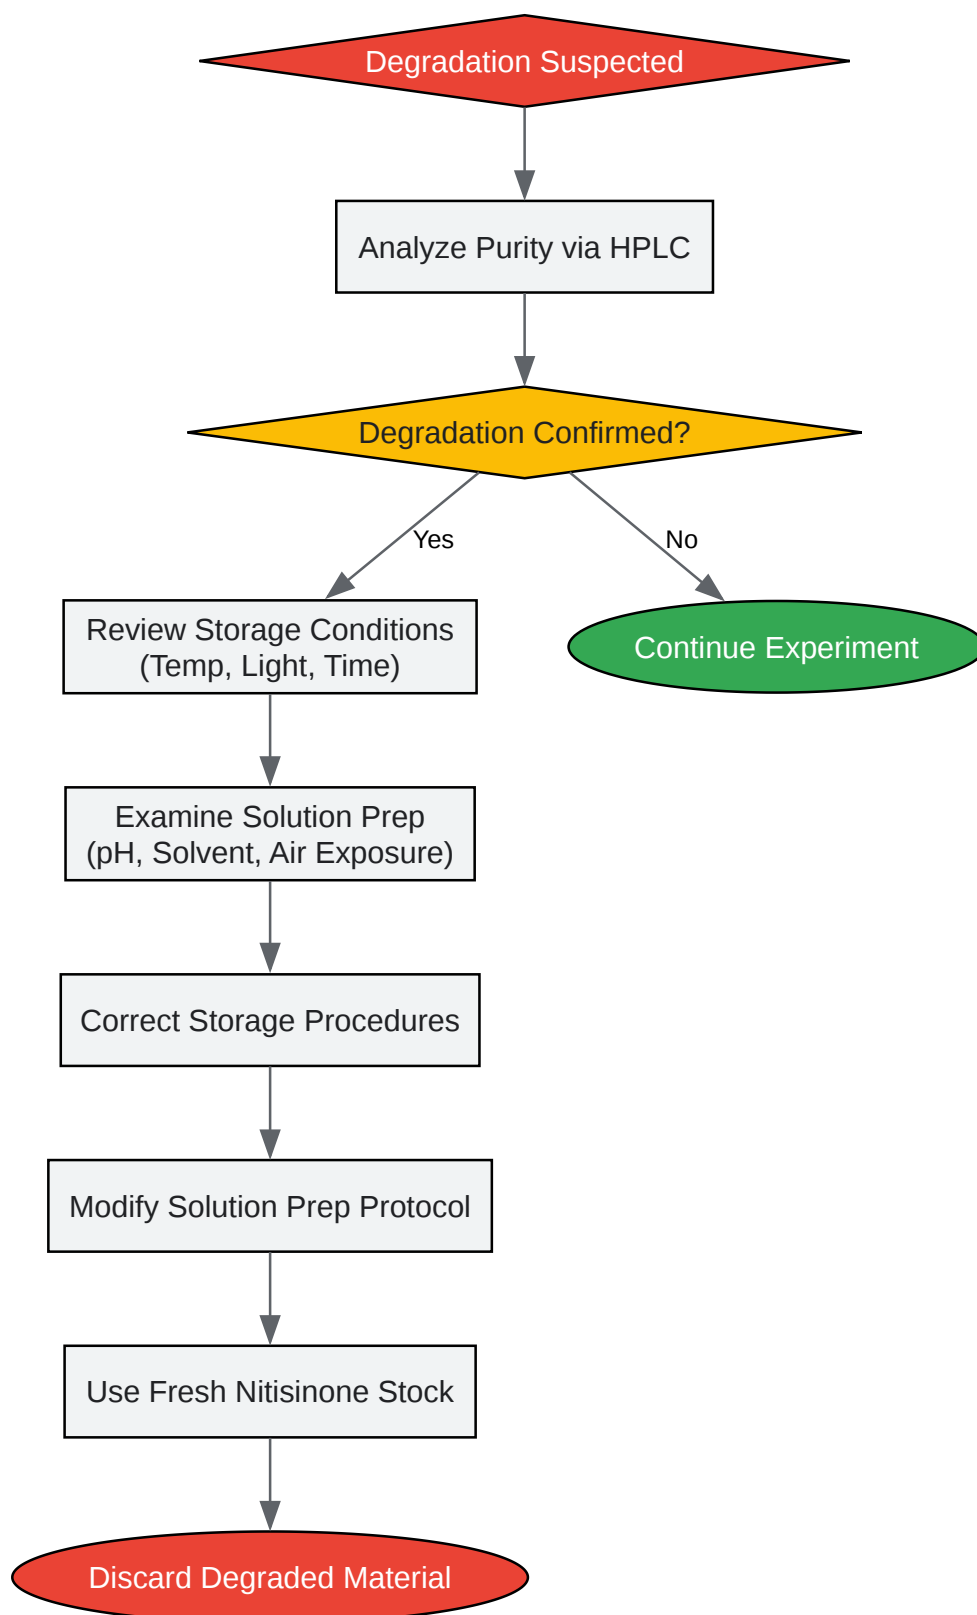 Degradation Suspected
Analyze Purity via HPLC
Degradation Confirmed?
Yes
No
Review Storage Conditions
(Temp, Light, Time)
Continue Experiment
Examine Solution Prep
(pH, Solvent, Air Exposure)
Correct Storage Procedures
Modify Solution Prep Protocol
Use Fresh Nitisinone Stock
Discard Degraded Material